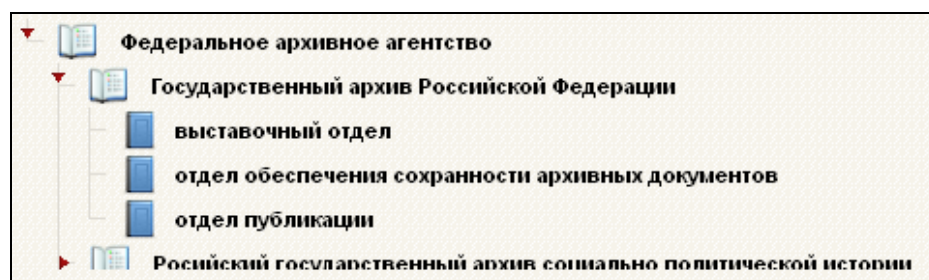 Федеральное архивное агентство
Государственный архив Российской Федерации
выставочный отдел
отдел обеспечения сохранности архивных документов
отдел публикации
Росийский государственный архив социально политической истории